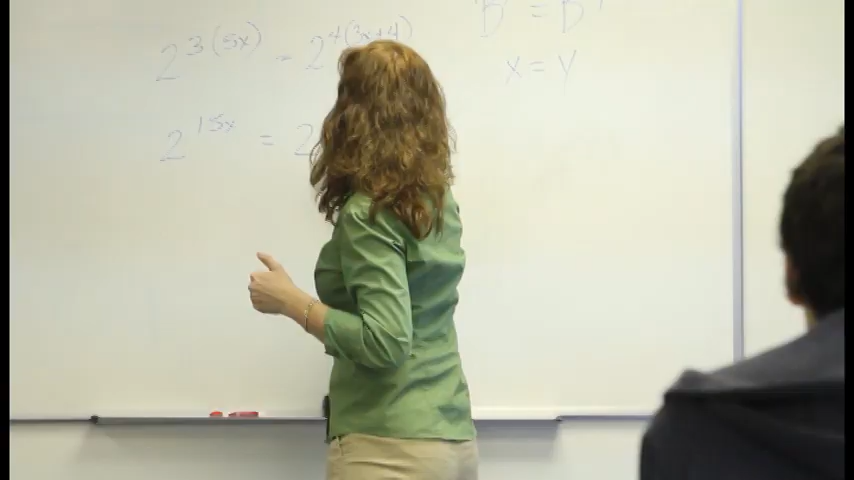 2^3(5x) = 2^4(3x+4)
2^15x = 2
B = B
x = y